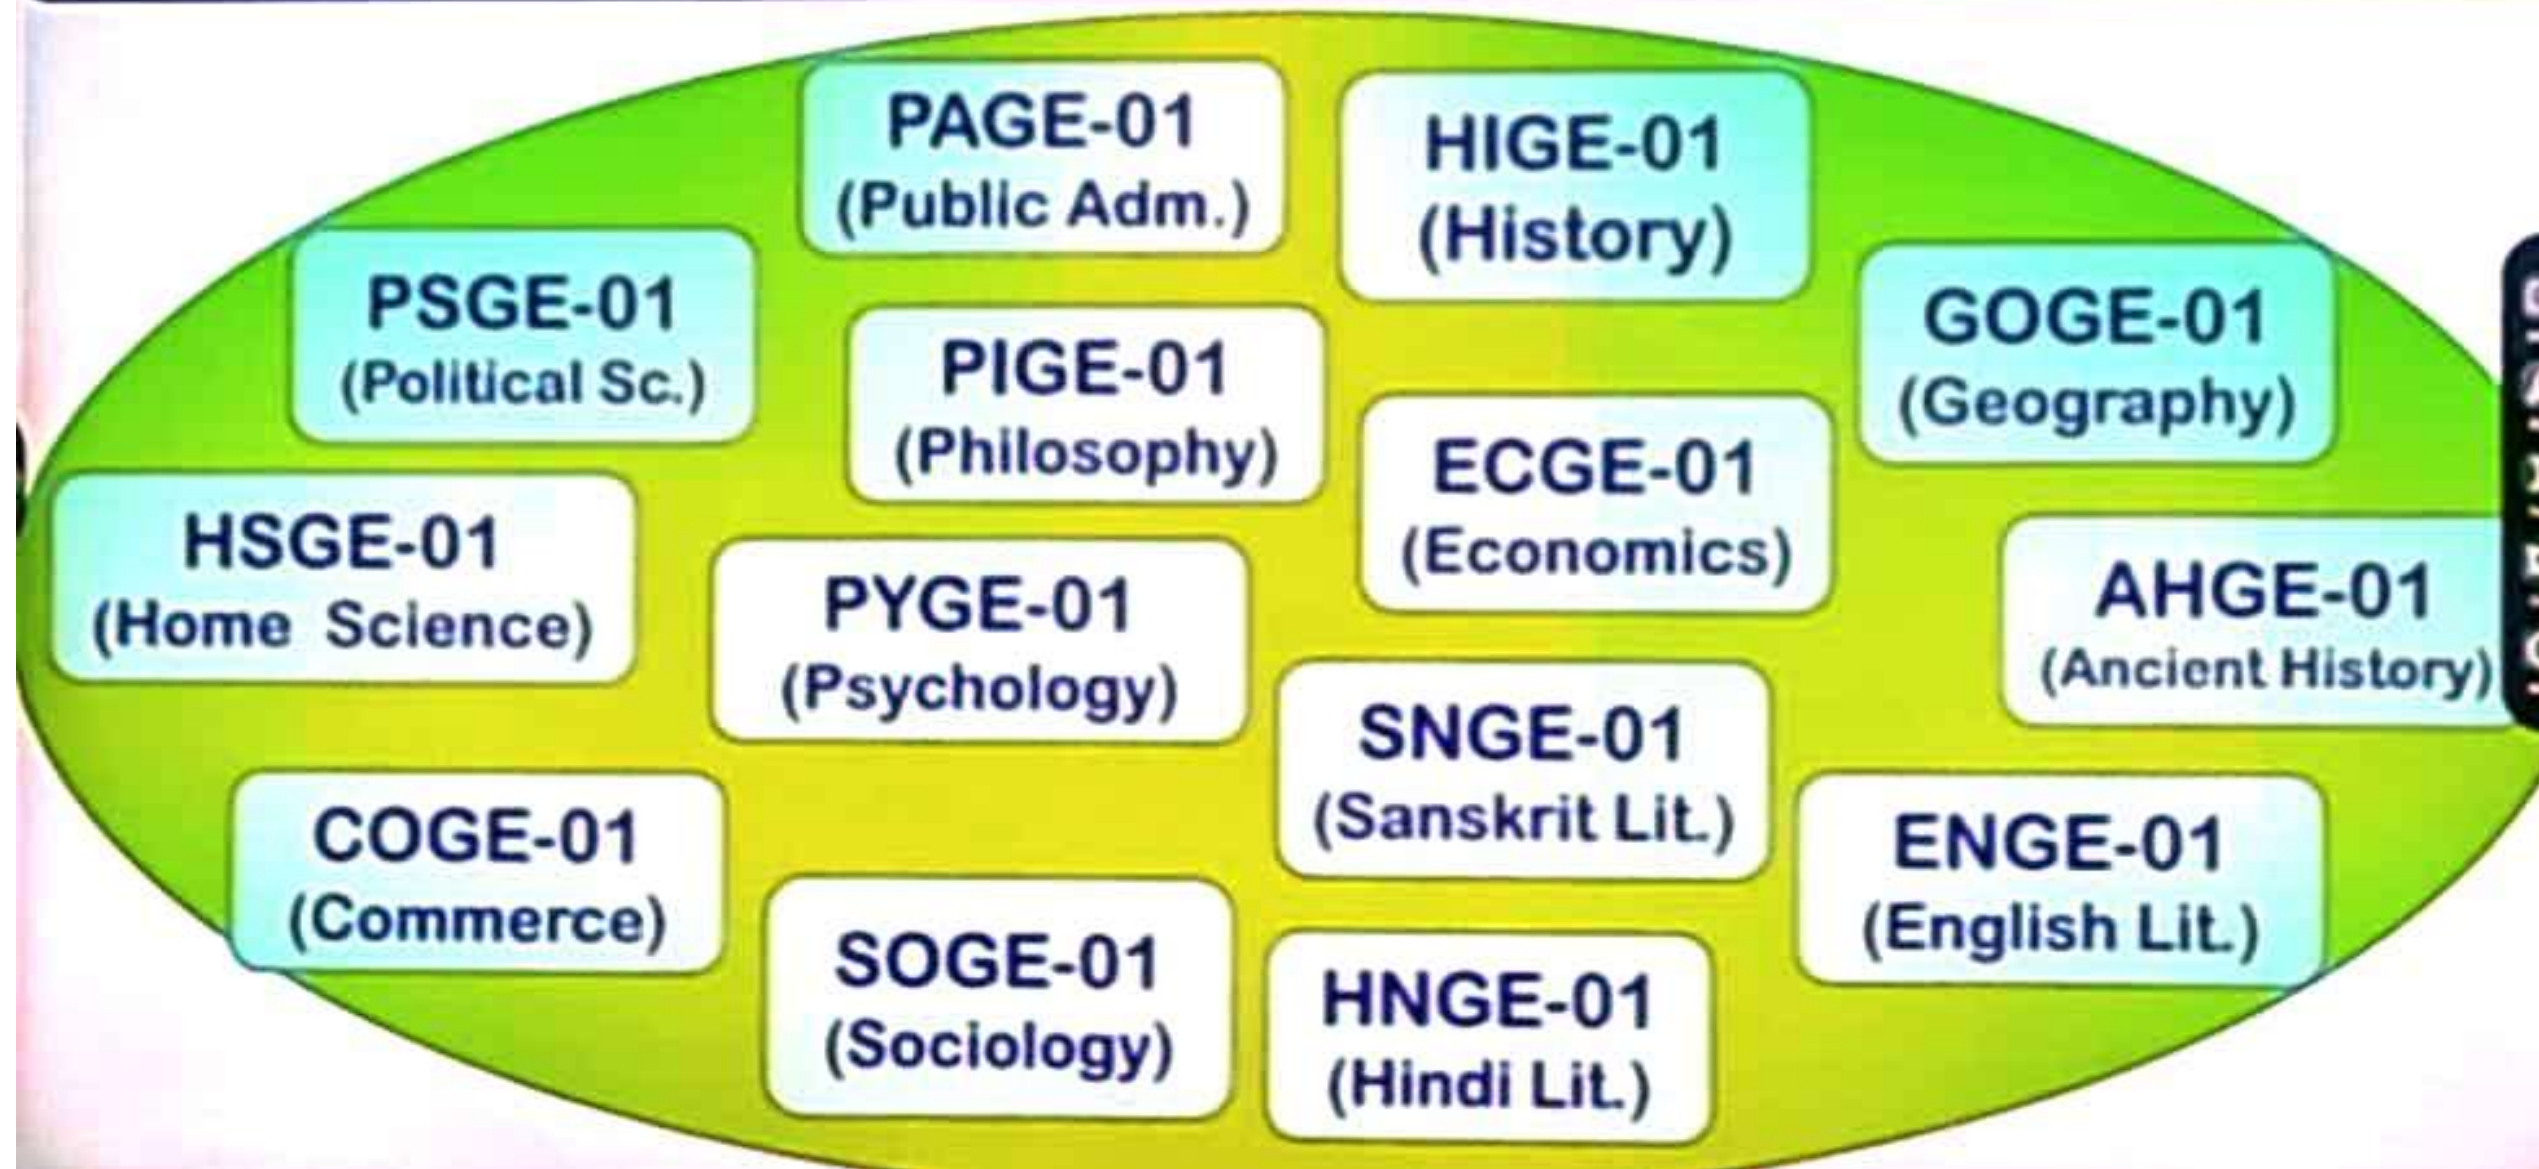 PAGE-01
(Public Adm.)
HIGE-01
(History)
PSGE-01
(Political Sc.)
PIGE-01
(Philosophy)
GOGE-01
(Geography)
ECGE-01
(Economics)
HSGE-01
(Home Science)
PYGE-01
(Psychology)
AHGE-01
(Ancient History)
SNGE-01
(Sanskrit Lit.)
COGE-01
(Commerce)
ENGE-01
(English Lit.)
SOGE-01
(Sociology)
HNGE-01
(Hindi Lit.)